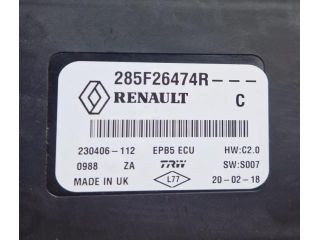 285F26474R---
RENAULT C
230406-112 EPB5 ECU HW:C2.0
0988 ZA TRW SW:S007
MADE IN UK L77 20-02-18